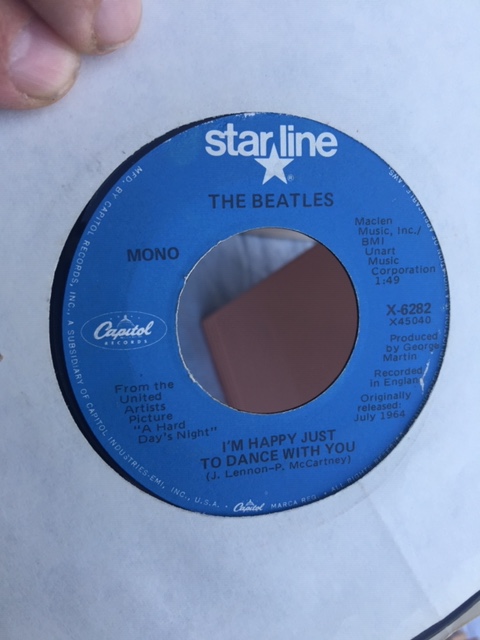 starline
®
THE BEATLES
MONO
Maclen
Music, Inc./
BMI
Unart
Music
Corporation
1:49
X-6282
X45040
Produced
by George
Martin
Recorded
in England
Originally
released:
July 1964
Capitol
RECORDS
From the
United
Artists
Picture
"A Hard
Day's Night"
I'M HAPPY JUST
TO DANCE WITH YOU
(J. Lennon-P. McCartney)
MFD. BY CAPITOL RECORDS, INC., A SUBSIDIARY OF CAPITOL INDUSTRIES-EMI, INC., U.S.A. • Capitol MARCA REG.